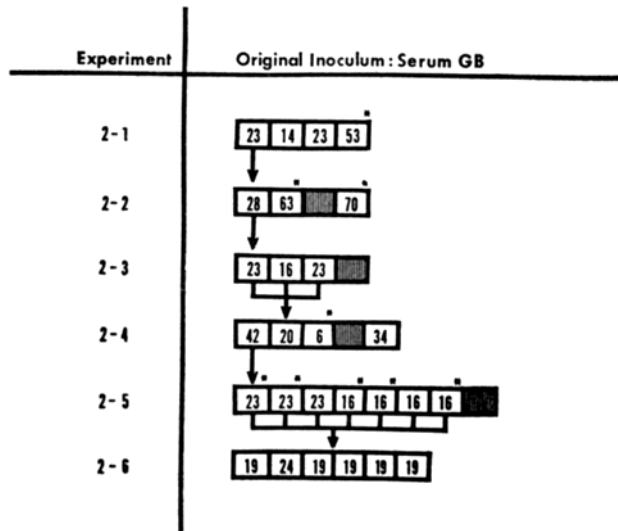 Experiment Original Inoculum: Serum GB
2-1 23 14 23 53
2-2 28 63 70
2-3 23 16 23
2-4 42 20 6 34
2-5 23 23 23 16 16 16 16
2-6 19 24 19 19 19 19